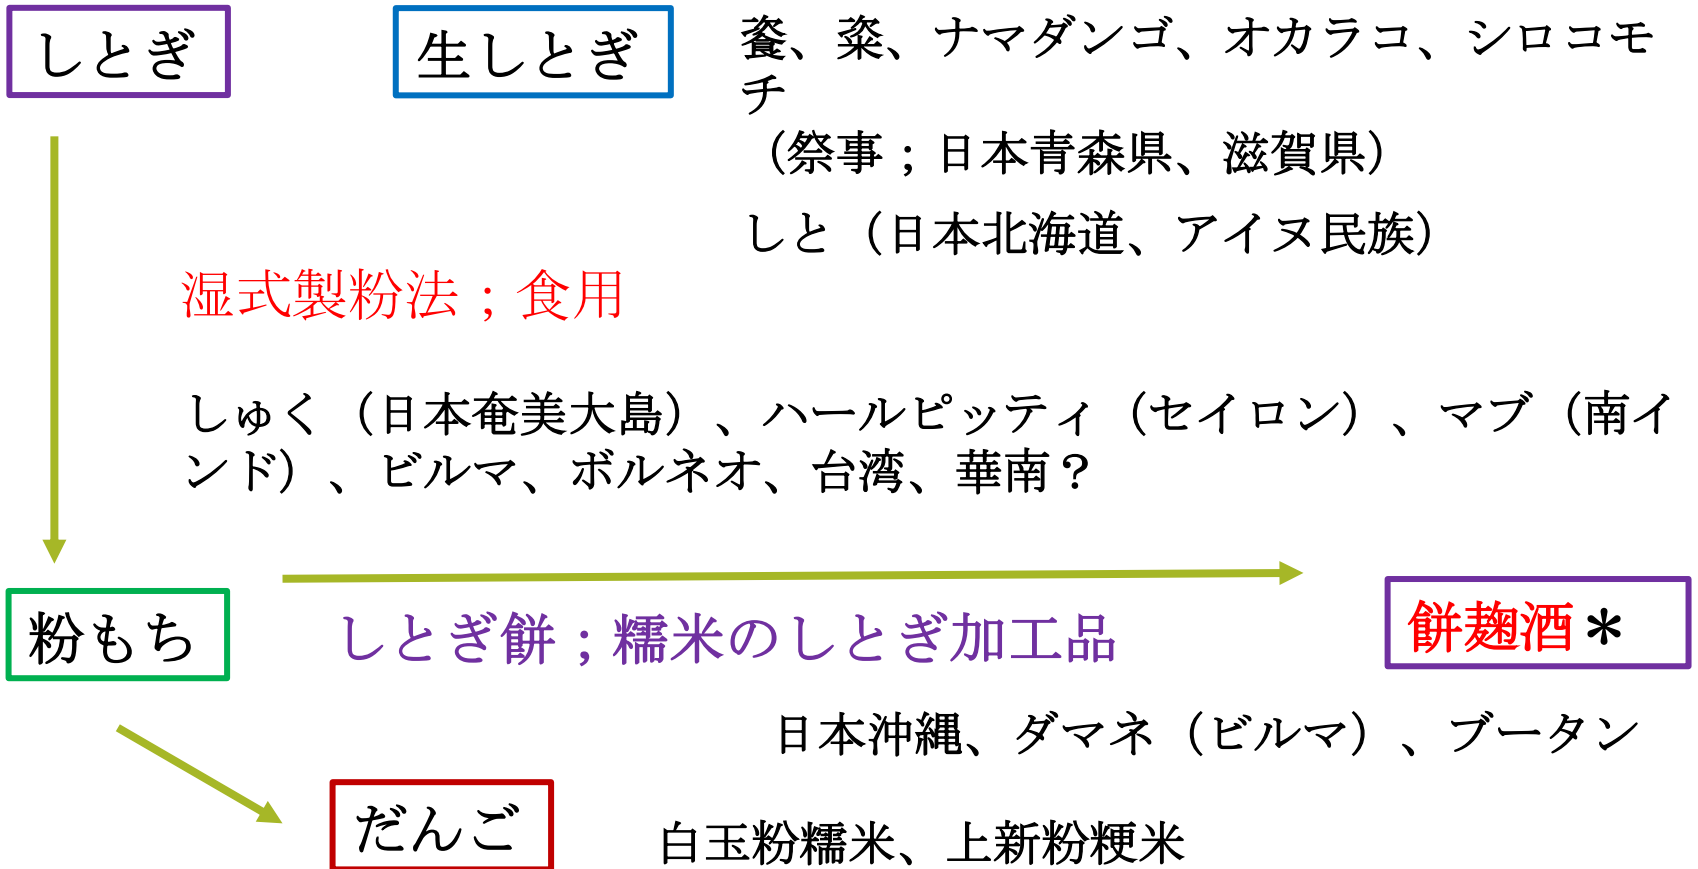 しとぎ
生しとぎ
餈、粢、ナマダンゴ、オカラコ、シロコモ
チ
（祭事；日本青森県、滋賀県）
しと（日本北海道、アイヌ民族）
湿式製粉法；食用
しゅく（日本奄美大島）、ハールピッティ（セイロン）、マブ（南イ
ンド）、ビルマ、ボルネオ、台湾、華南？
粉もち
しとぎ餅；糯米のしとぎ加工品
餅麹酒＊
日本沖縄、ダマネ（ビルマ）、ブータン
だんご
白玉粉糯米、上新粉粳米